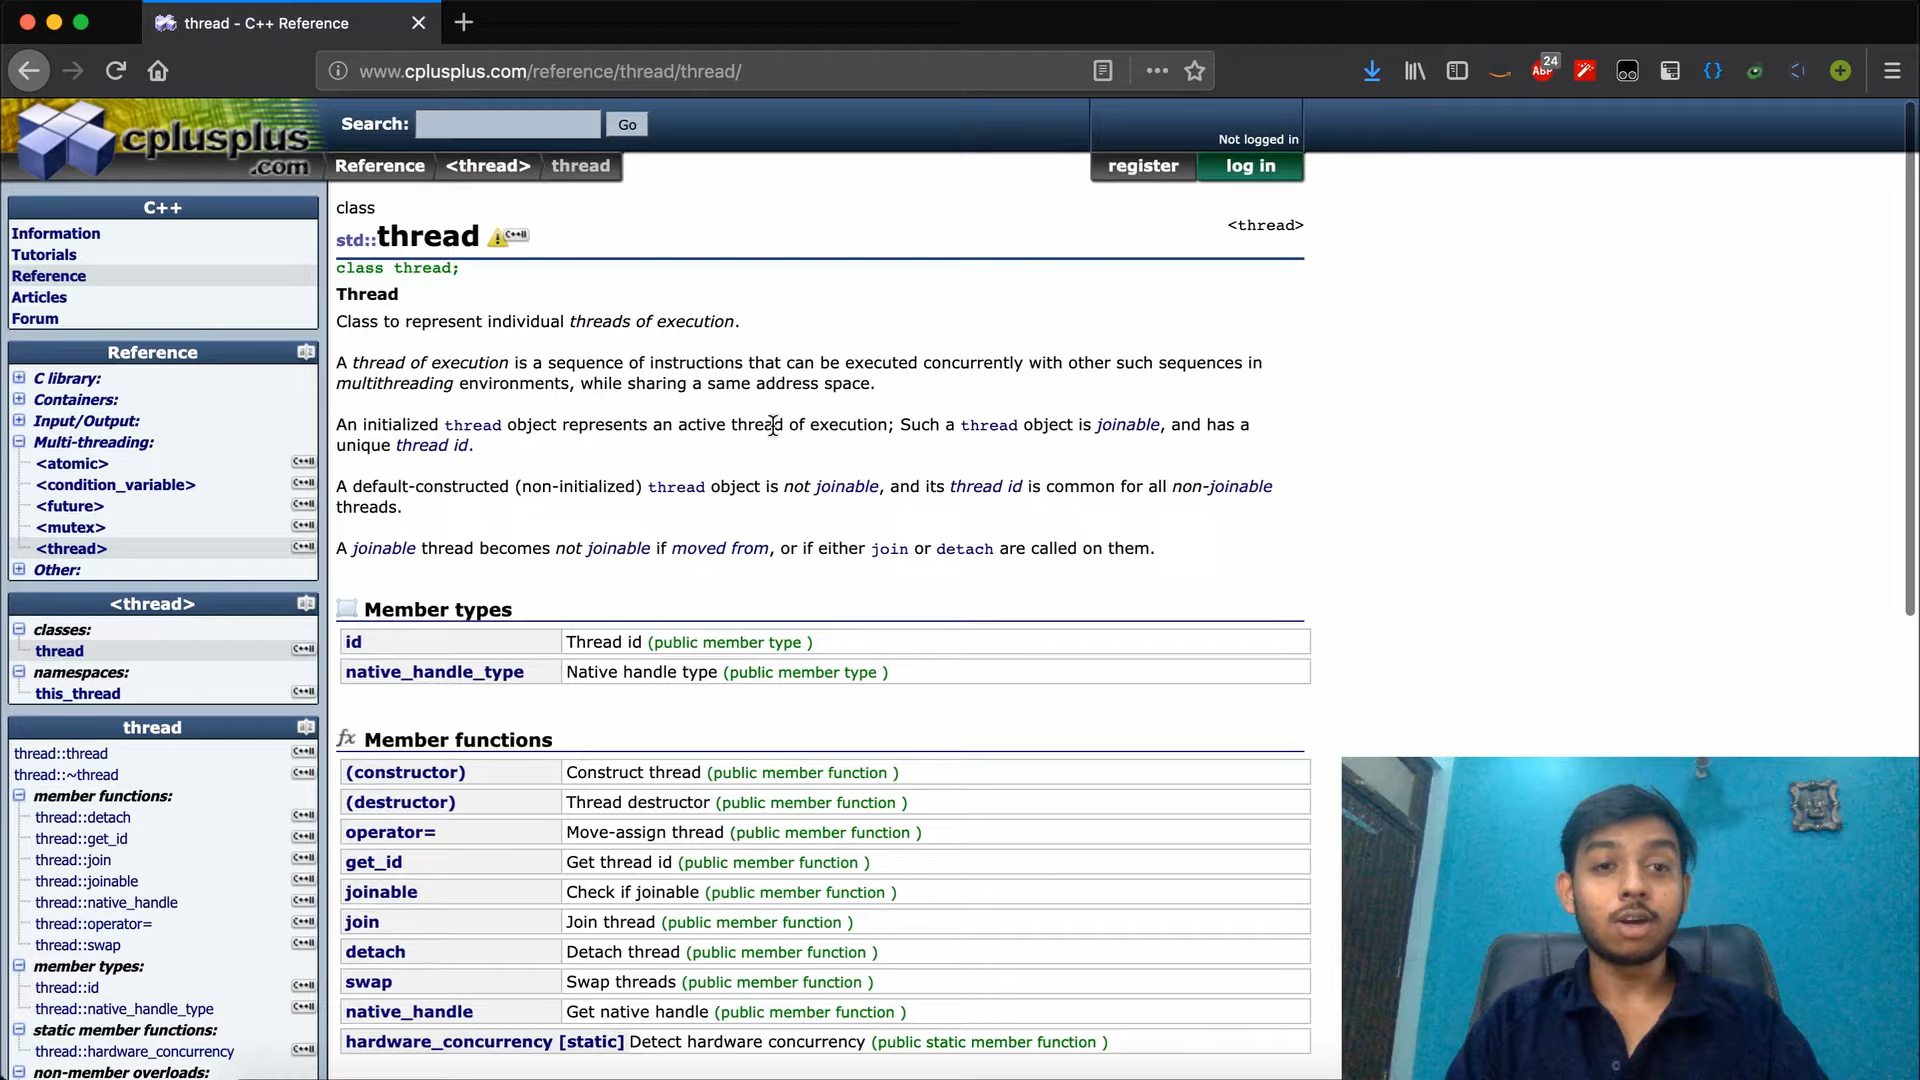 thread - C++ Reference
www.cplusplus.com/reference/thread/thread/
24
ABP
cplusplus
.com
Search:
Go
Not logged in
Reference
<thread>
thread
register
log in
C++
Information
Tutorials
Reference
Articles
Forum
Reference
C library:
Containers:
Input/Output:
Multi-threading:
<atomic>
<condition_variable>
<future>
<mutex>
<thread>
Other:
<thread>
classes:
thread
namespaces:
this_thread
thread
thread::thread
thread::~thread
member functions:
thread::detach
thread::get_id
thread::join
thread::joinable
thread::native_handle
thread::operator=
thread::swap
member types:
thread::id
thread::native_handle_type
static member functions:
thread::hardware_concurrency
non-member overloads:
class
std::thread
C++11
<thread>
class thread;
Thread
Class to represent individual threads of execution.
A thread of execution is a sequence of instructions that can be executed concurrently with other such sequences in
multithreading environments, while sharing a same address space.
An initialized thread object represents an active thread of execution; Such a thread object is joinable, and has a
unique thread id.
A default-constructed (non-initialized) thread object is not joinable, and its thread id is common for all non-joinable
threads.
A joinable thread becomes not joinable if moved from, or if either join or detach are called on them.
Member types
id Thread id (public member type )
native_handle_type Native handle type (public member type )
fx Member functions
(constructor) Construct thread (public member function )
(destructor) Thread destructor (public member function )
operator= Move-assign thread (public member function )
get_id Get thread id (public member function )
joinable Check if joinable (public member function )
join Join thread (public member function )
detach Detach thread (public member function )
swap Swap threads (public member function )
native_handle Get native handle (public member function )
hardware_concurrency [static] Detect hardware concurrency (public static member function )